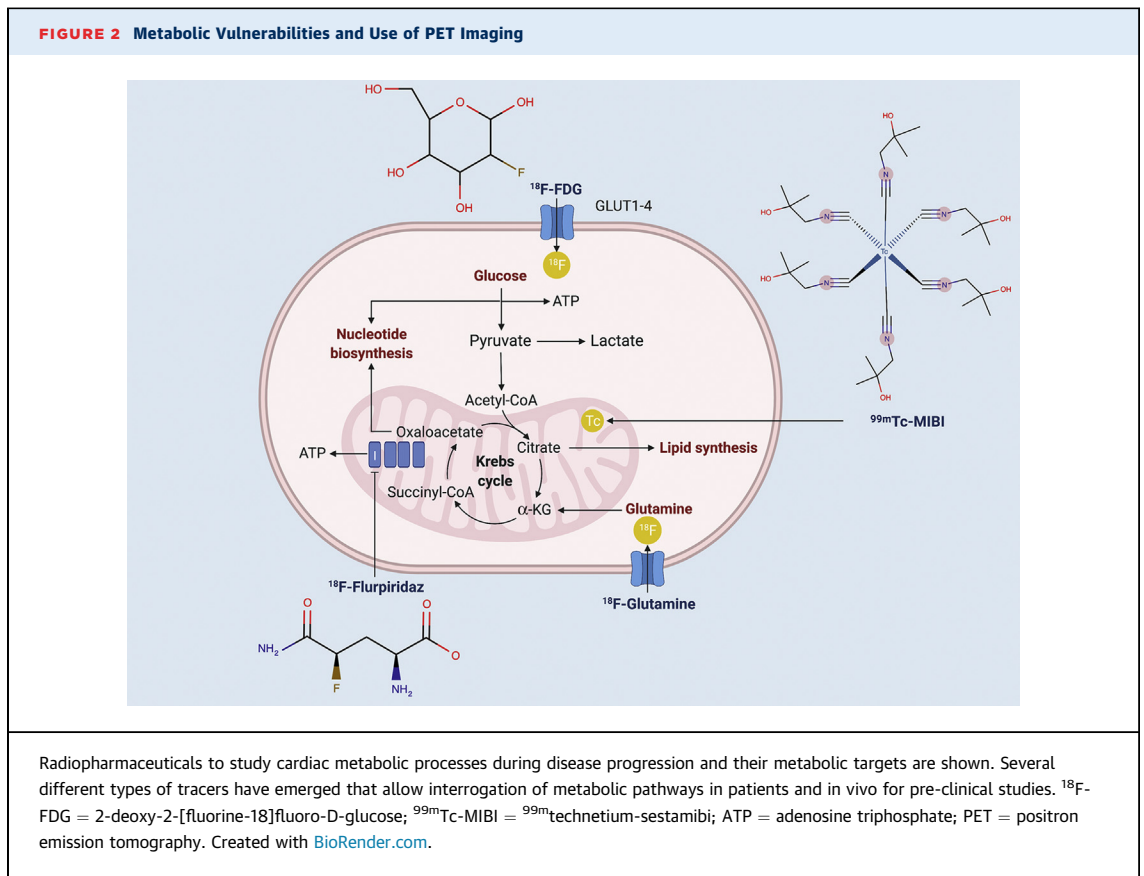 FIGURE 2 Metabolic Vulnerabilities and Use of PET Imaging
HO
O
OH
HO
F
OH
¹⁸F-FDG
GLUT1-4
¹⁸F
Glucose
ATP
Nucleotide
biosynthesis
Pyruvate
Lactate
Acetyl-CoA
Oxaloacetate
Tc
Citrate
Lipid synthesis
ATP
I
Krebs
cycle
Succinyl-CoA
α-KG
Glutamine
¹⁸F
¹⁸F-Flurpiridaz
¹⁸F-Glutamine
O
O
NH₂
O
F
NH₂
HO
N
HO
N
N⁺
OH
Tc
HO
N
N⁺
OH
N
OH
⁹⁹ᵐTc-MIBI
Radiopharmaceuticals to study cardiac metabolic processes during disease progression and their metabolic targets are shown. Several
different types of tracers have emerged that allow interrogation of metabolic pathways in patients and in vivo for pre-clinical studies. ¹⁸F-
FDG = 2-deoxy-2-[fluorine-18]fluoro-D-glucose; ⁹⁹ᵐTc-MIBI = ⁹⁹ᵐtechnetium-sestamibi; ATP = adenosine triphosphate; PET = positron
emission tomography. Created with BioRender.com.